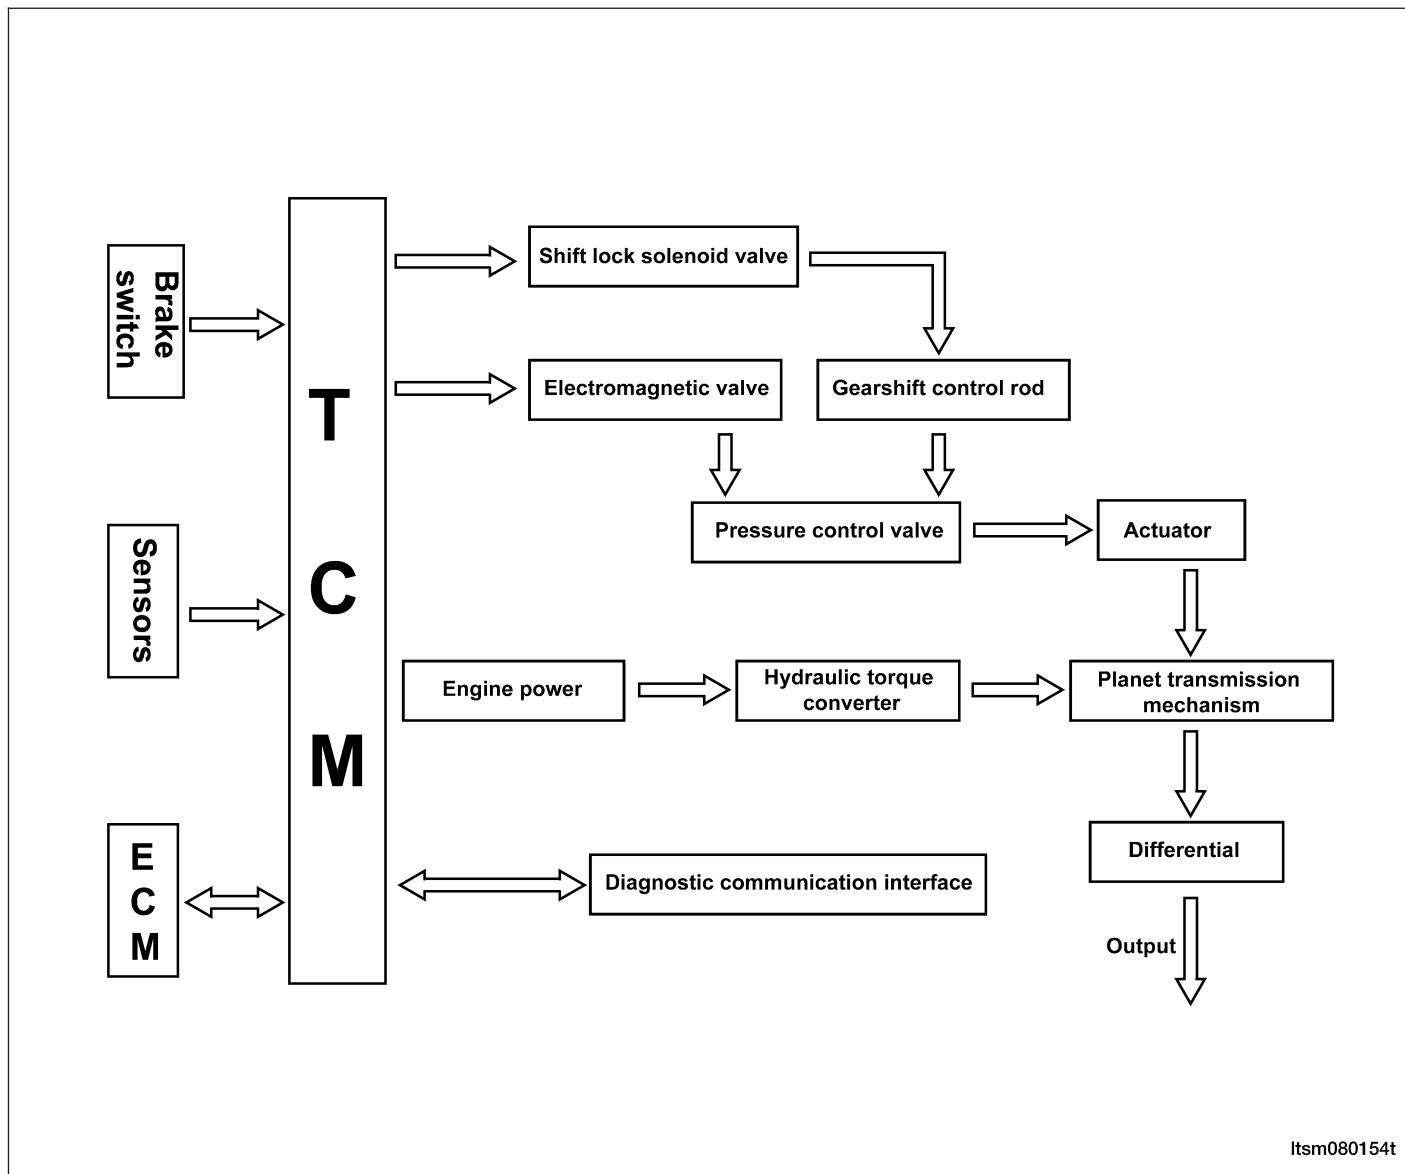 Brake
switch
Sensors
E
C
M
T
C
M
Shift lock solenoid valve
Electromagnetic valve
Gearshift control rod
Pressure control valve
Actuator
Engine power
Hydraulic torque
converter
Planet transmission
mechanism
Diagnostic communication interface
Differential
Output
ltsm080154t